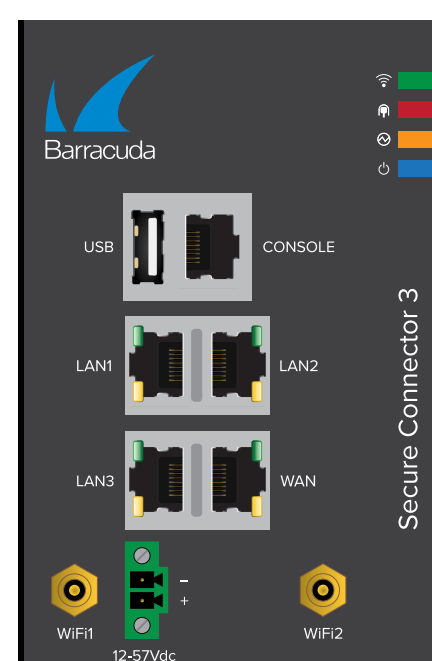 Barracuda
USB
CONSOLE
LAN1
LAN2
LAN3
WAN
Secure Connector 3
-
+
WiFi1
WiFi2
12-57Vdc